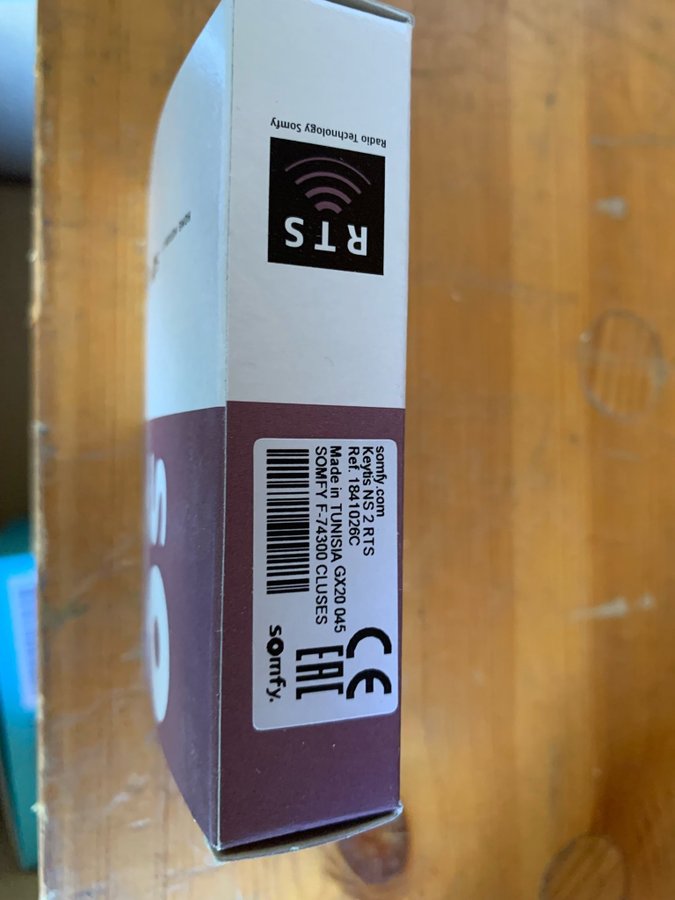 Radio Technology Somfy
RTS
somfy.com
Keytis NS 2 RTS
Ref. 1841026C
Made in TUNISIA GX20 045
SOMFY F-74300 CLUSES
CE
EAC
somfy.
so